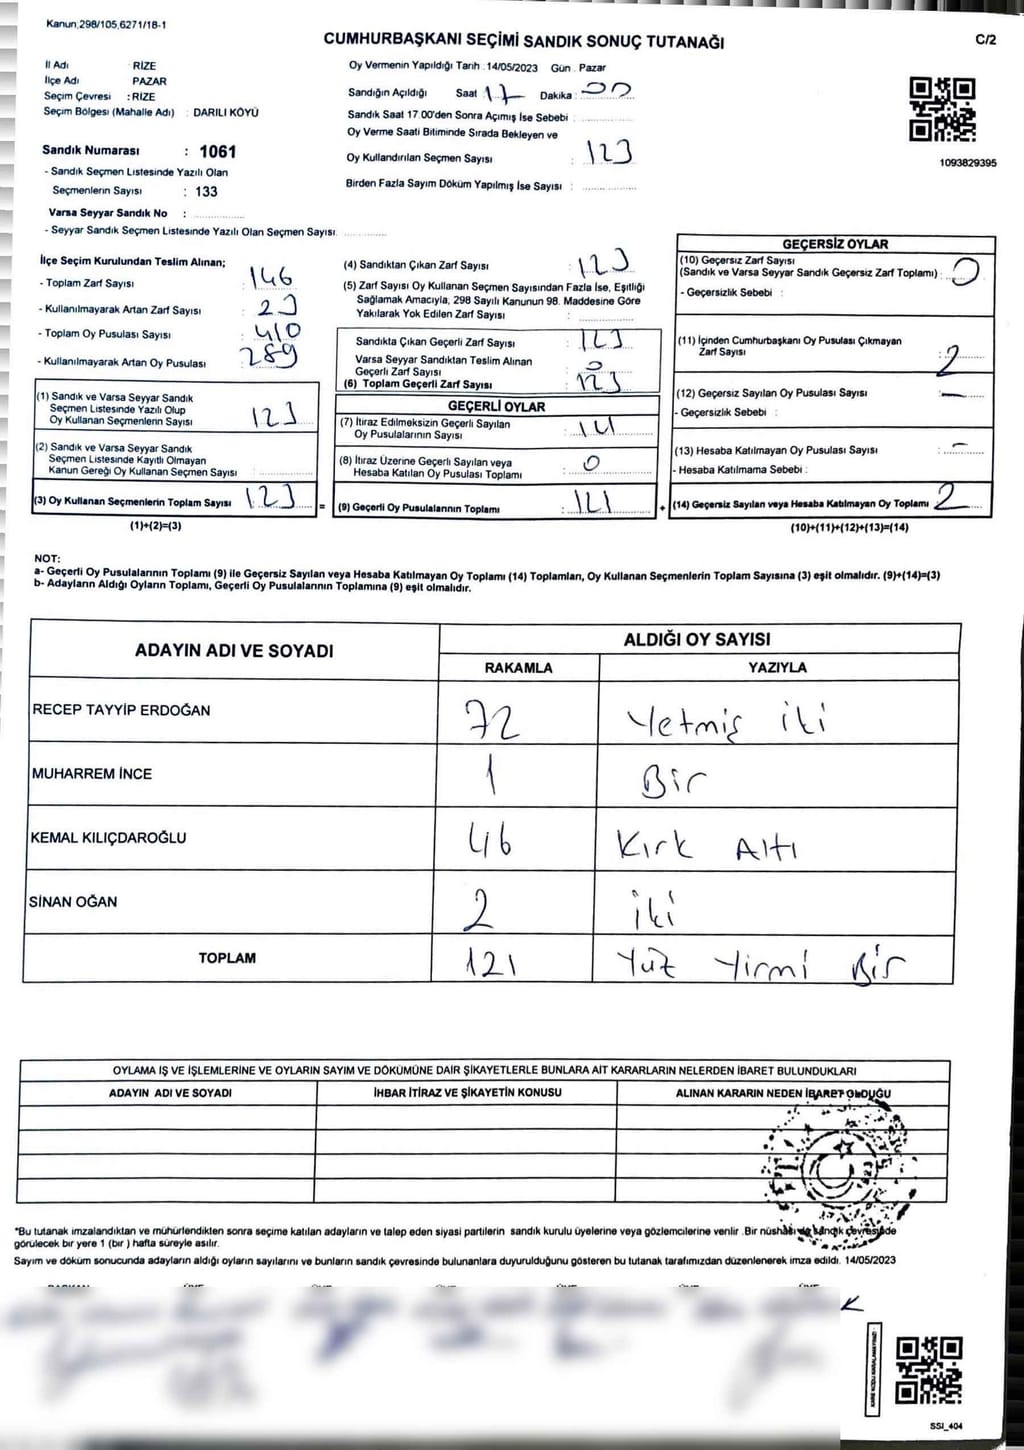 Kanun;298/105,6271/18-1
CUMHURBAŞKANI SEÇİMİ SANDIK SONUÇ TUTANAĞI
C/2
İl Adı : RİZE
İlçe Adı PAZAR
Seçim Çevresi : RİZE
Seçim Bölgesi (Mahalle Adı) : DARILI KÖYÜ
Sandık Numarası : 1061
- Sandık Seçmen Listesinde Yazılı Olan
Seçmenlerin Sayısı : 133
Varsa Seyyar Sandık No :
- Seyyar Sandık Seçmen Listesinde Yazılı Olan Seçmen Sayısı:
Oy Vermenin Yapıldığı Tarih : 14/05/2023 Gün : Pazar
Sandığın Açıldığı Saat 17 Dakika : 00
Sandık Saat 17.00'den Sonra Açımış İse Sebebi :
Oy Verme Saati Bitiminde Sırada Bekleyen ve
Oy Kullandırılan Seçmen Sayısı : 123
Birden Fazla Sayım Döküm Yapılmış İse Sayısı :
1093829395
İlçe Seçim Kurulundan Teslim Alınan;
- Toplam Zarf Sayısı : 146
- Kullanılmayarak Artan Zarf Sayısı : 23
- Toplam Oy Pusulası Sayısı : 410
- Kullanılmayarak Artan Oy Pusulası 289
(1) Sandık ve Varsa Seyyar Sandık
Seçmen Listesinde Yazılı Olup
Oy Kullanan Seçmenlerin Sayısı : 123
(2) Sandık ve Varsa Seyyar Sandık
Seçmen Listesinde Kayıtlı Olmayan
Kanun Gereği Oy Kullanan Seçmen Sayısı :
(3) Oy Kullanan Seçmenlerin Toplam Sayısı : 123
(1)+(2)=(3)
(4) Sandıktan Çıkan Zarf Sayısı : 123
(5) Zarf Sayısı Oy Kullanan Seçmen Sayısından Fazla İse, Eşitliği
Sağlamak Amacıyla, 298 Sayılı Kanunun 98. Maddesine Göre
Yakılarak Yok Edilen Zarf Sayısı :
Sandıkta Çıkan Geçerli Zarf Sayısı : 123
Varsa Seyyar Sandıktan Teslim Alınan
Geçerli Zarf Sayısı : 0
(6) Toplam Geçerli Zarf Sayısı : 123
GEÇERLİ OYLAR
(7) İtiraz Edilmeksizin Geçerli Sayılan
Oy Pusulalarının Sayısı : 121
(8) İtiraz Üzerine Geçerli Sayılan veya
Hesaba Katılan Oy Pusulası Toplamı : 0
= (9) Geçerli Oy Pusulalarının Toplamı : 121
GEÇERSİZ OYLAR
(10) Geçersiz Zarf Sayısı
(Sandık ve Varsa Seyyar Sandık Geçersiz Zarf Toplamı) : 0
- Geçersizlik Sebebi :
(11) İçinden Cumhurbaşkanı Oy Pusulası Çıkmayan
Zarf Sayısı : 2
(12) Geçersiz Sayılan Oy Pusulası Sayısı : —
- Geçersizlik Sebebi :
(13) Hesaba Katılmayan Oy Pusulası Sayısı : –
- Hesaba Katılmama Sebebi :
+ (14) Geçersiz Sayılan veya Hesaba Katılmayan Oy Toplamı : 2
(10)+(11)+(12)+(13)=(14)
NOT:
a- Geçerli Oy Pusulalarının Toplamı (9) ile Geçersiz Sayılan veya Hesaba Katılmayan Oy Toplamı (14) Toplamları, Oy Kullanan Seçmenlerin Toplam Sayısına (3) eşit olmalıdır. (9)+(14)=(3)
b- Adayların Aldığı Oyların Toplamı, Geçerli Oy Pusulalarının Toplamına (9) eşit olmalıdır.
ADAYIN ADI VE SOYADI
ALDIĞI OY SAYISI
RAKAMLA YAZIYLA
RECEP TAYYİP ERDOĞAN 72 Yetmiş iki
MUHARREM İNCE 1 Bir
KEMAL KILIÇDAROĞLU 46 Kırk Altı
SİNAN OĞAN 2 iki
TOPLAM 121 Yüz Yirmi Bir
OYLAMA İŞ VE İŞLEMLERİNE VE OYLARIN SAYIM VE DÖKÜMÜNE DAİR ŞİKAYETLERLE BUNLARA AİT KARARLARIN NELERDEN İBARET BULUNDUKLARI
ADAYIN ADI VE SOYADI İHBAR İTİRAZ VE ŞİKAYETİN KONUSU ALINAN KARARIN NEDEN İBARET OLDUĞU
*Bu tutanak imzalandıktan ve mühürlendikten sonra seçime katılan adayların ve talep eden siyasi partilerin sandık kurulu üyelerine veya gözlemcilerine verilir. Bir nüshası da sandık çevresinde
görülecek bir yere 1 (bir ) hafta süreyle asılır.
Sayım ve döküm sonucunda adayların aldığı oyların sayılarını ve bunların sandık çevresinde bulunanlara duyurulduğunu gösteren bu tutanak tarafımızdan düzenlenerek imza edildi. 14/05/2023
SSİ_404